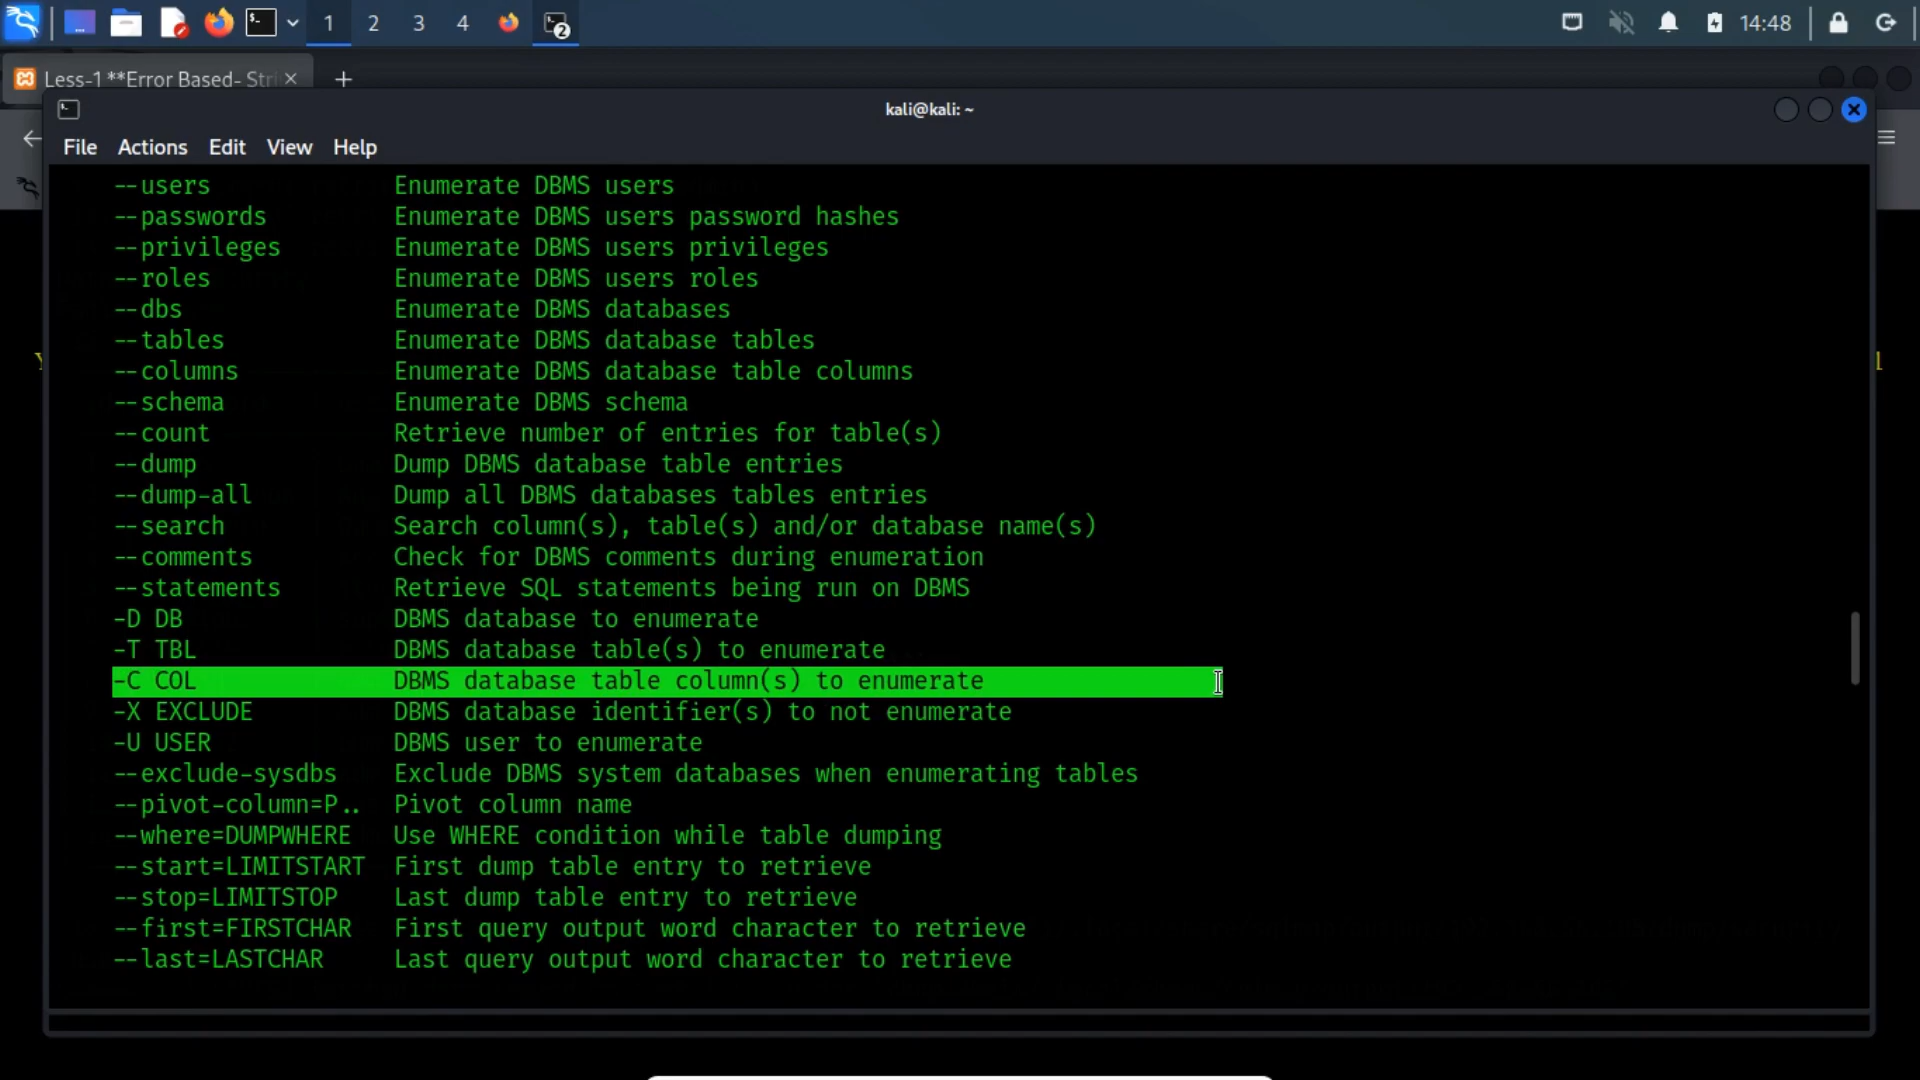 1 2 3 4 2 14:48
Less-1 **Error Based- Stri
kali@kali: ~
File Actions Edit View Help
--users Enumerate DBMS users
--passwords Enumerate DBMS users password hashes
--privileges Enumerate DBMS users privileges
--roles Enumerate DBMS users roles
--dbs Enumerate DBMS databases
--tables Enumerate DBMS database tables
--columns Enumerate DBMS database table columns
--schema Enumerate DBMS schema
--count Retrieve number of entries for table(s)
--dump Dump DBMS database table entries
--dump-all Dump all DBMS databases tables entries
--search Search column(s), table(s) and/or database name(s)
--comments Check for DBMS comments during enumeration
--statements Retrieve SQL statements being run on DBMS
-D DB DBMS database to enumerate
-T TBL DBMS database table(s) to enumerate
-C COL DBMS database table column(s) to enumerate
-X EXCLUDE DBMS database identifier(s) to not enumerate
-U USER DBMS user to enumerate
--exclude-sysdbs Exclude DBMS system databases when enumerating tables
--pivot-column=P.. Pivot column name
--where=DUMPWHERE Use WHERE condition while table dumping
--start=LIMITSTART First dump table entry to retrieve
--stop=LIMITSTOP Last dump table entry to retrieve
--first=FIRSTCHAR First query output word character to retrieve
--last=LASTCHAR Last query output word character to retrieve